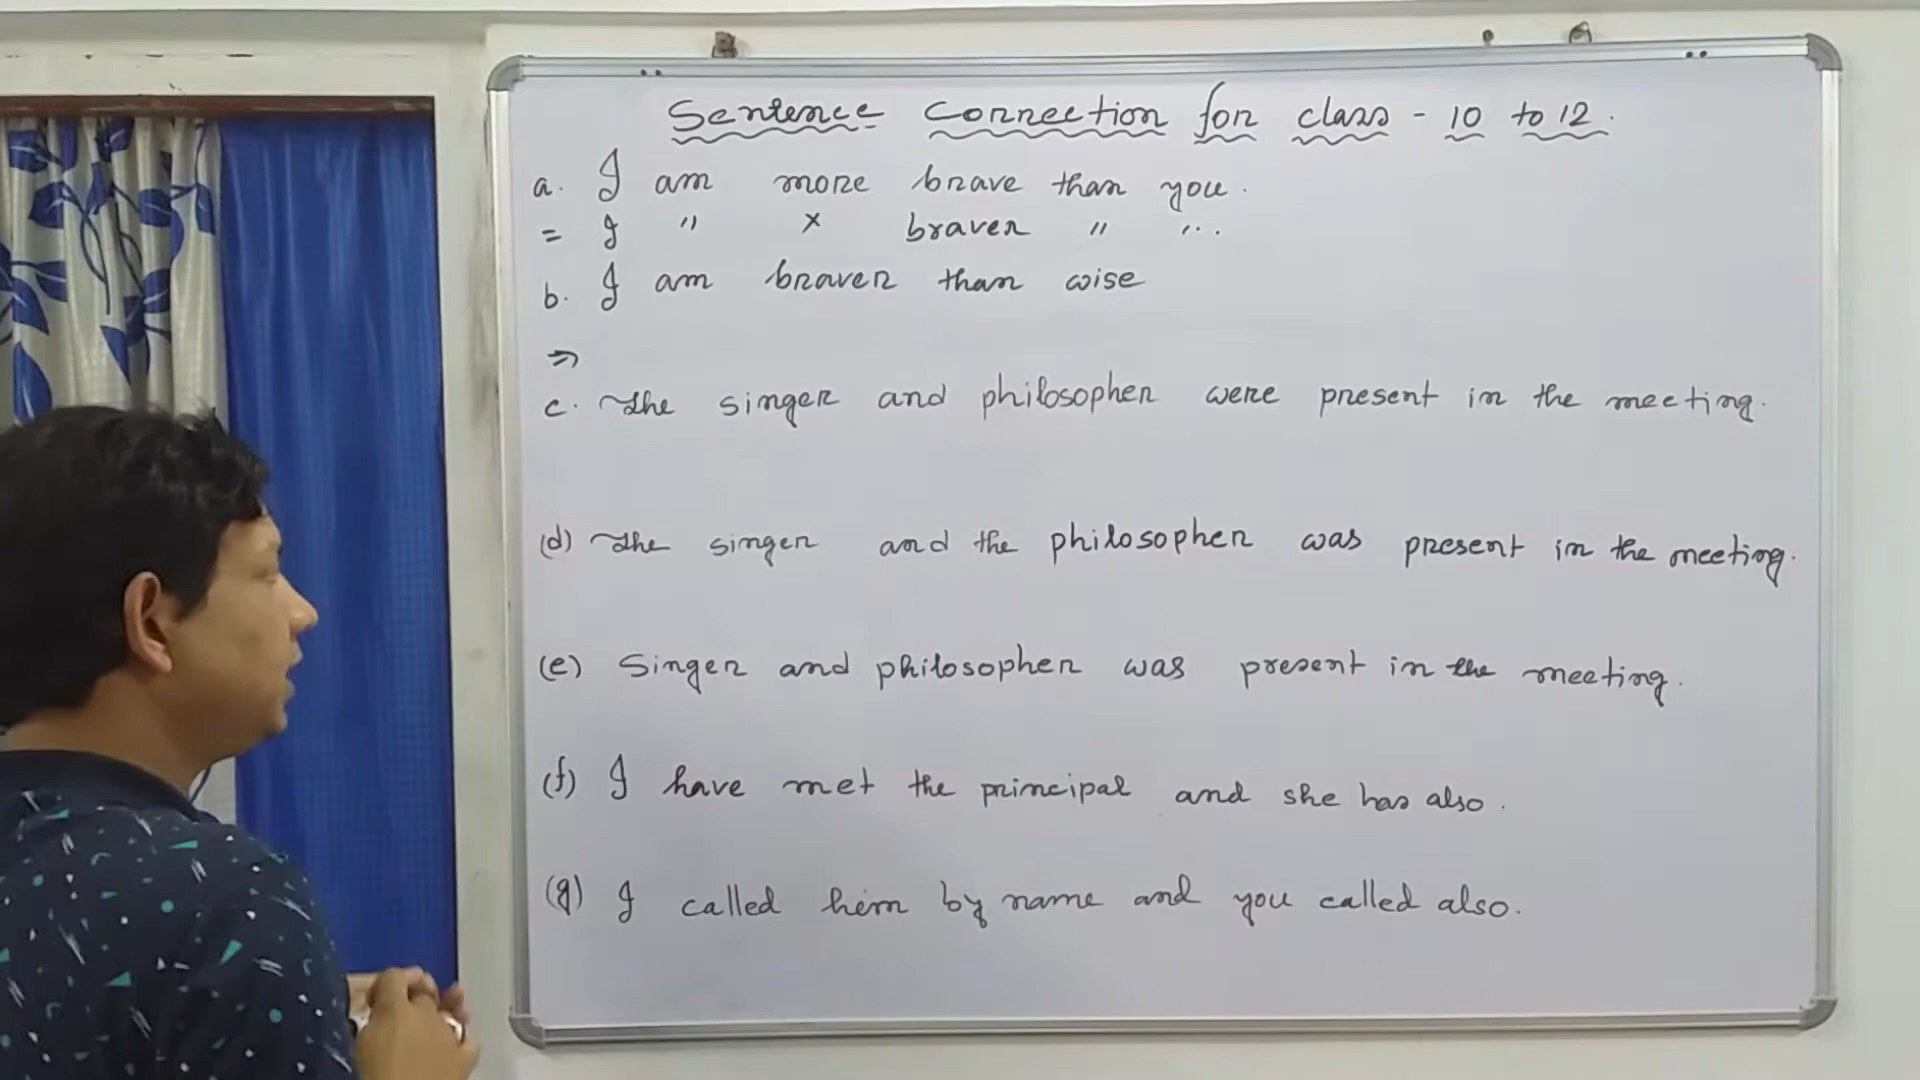 Sentence Connection for class - 10 to 12.
a. I am more brave than you.
= I " × braver " "..
b. I am braver than wise
⇒
c. The singer and philosopher were present in the meeting.
(d) The singer and the philosopher was present in the meeting.
(e) Singer and philosopher was present in the meeting.
(f) I have met the principal and she has also.
(g) I called him by name and you called also.